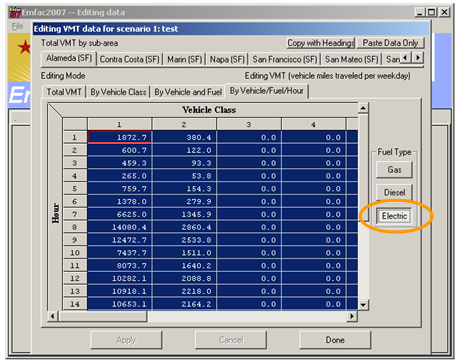 Emfac2007 -- Editing data
File
Editing VMT data for scenario 1: test
Total VMT by sub-area
Copy with Headings
Paste Data Only
Alameda (SF) Contra Costa (SF) Marin (SF) Napa (SF) San Francisco (SF) San Mateo (SF) San
Editing Mode
Editing VMT (vehicle miles traveled per weekday)
Total VMT By Vehicle Class By Vehicle and Fuel By Vehicle/Fuel/Hour
Vehicle Class
1 2 3 4
1 1872.7 380.4 0.0 0.0
2 600.7 122.0 0.0 0.0
3 459.3 93.3 0.0 0.0
4 265.0 53.8 0.0 0.0
5 759.7 154.3 0.0 0.0
6 1378.0 279.9 0.0 0.0
7 6625.0 1345.9 0.0 0.0
8 14080.4 2860.4 0.0 0.0
9 12472.7 2533.8 0.0 0.0
10 7437.7 1511.0 0.0 0.0
11 8073.7 1640.2 0.0 0.0
12 10282.1 2088.8 0.0 0.0
13 10918.1 2218.0 0.0 0.0
14 10653.1 2164.2 0.0 0.0
Hour
Fuel Type
Gas
Diesel
Electric
Apply
Cancel
Done